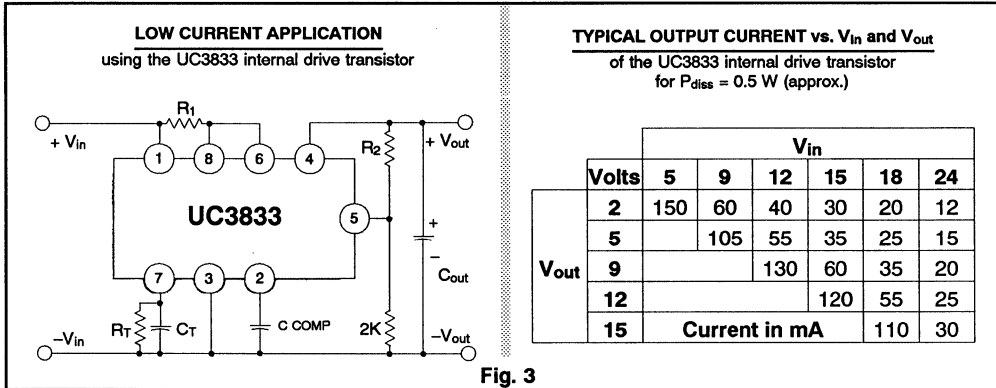 LOW CURRENT APPLICATION
using the UC3833 internal drive transistor
R1
+ Vin
1
8
6
4
R2
+ Vout
UC3833
5
+
−
Cout
7
3
2
RT
CT
C COMP
2K
−Vin
−Vout
TYPICAL OUTPUT CURRENT vs. Vin and Vout
of the UC3833 internal drive transistor
for Pdiss = 0.5 W (approx.)
Vin
Volts 5 9 12 15 18 24
2 150 60 40 30 20 12
5 105 55 35 25 15
Vout 9 130 60 35 20
12 120 55 25
15 Current in mA 110 30
Fig. 3